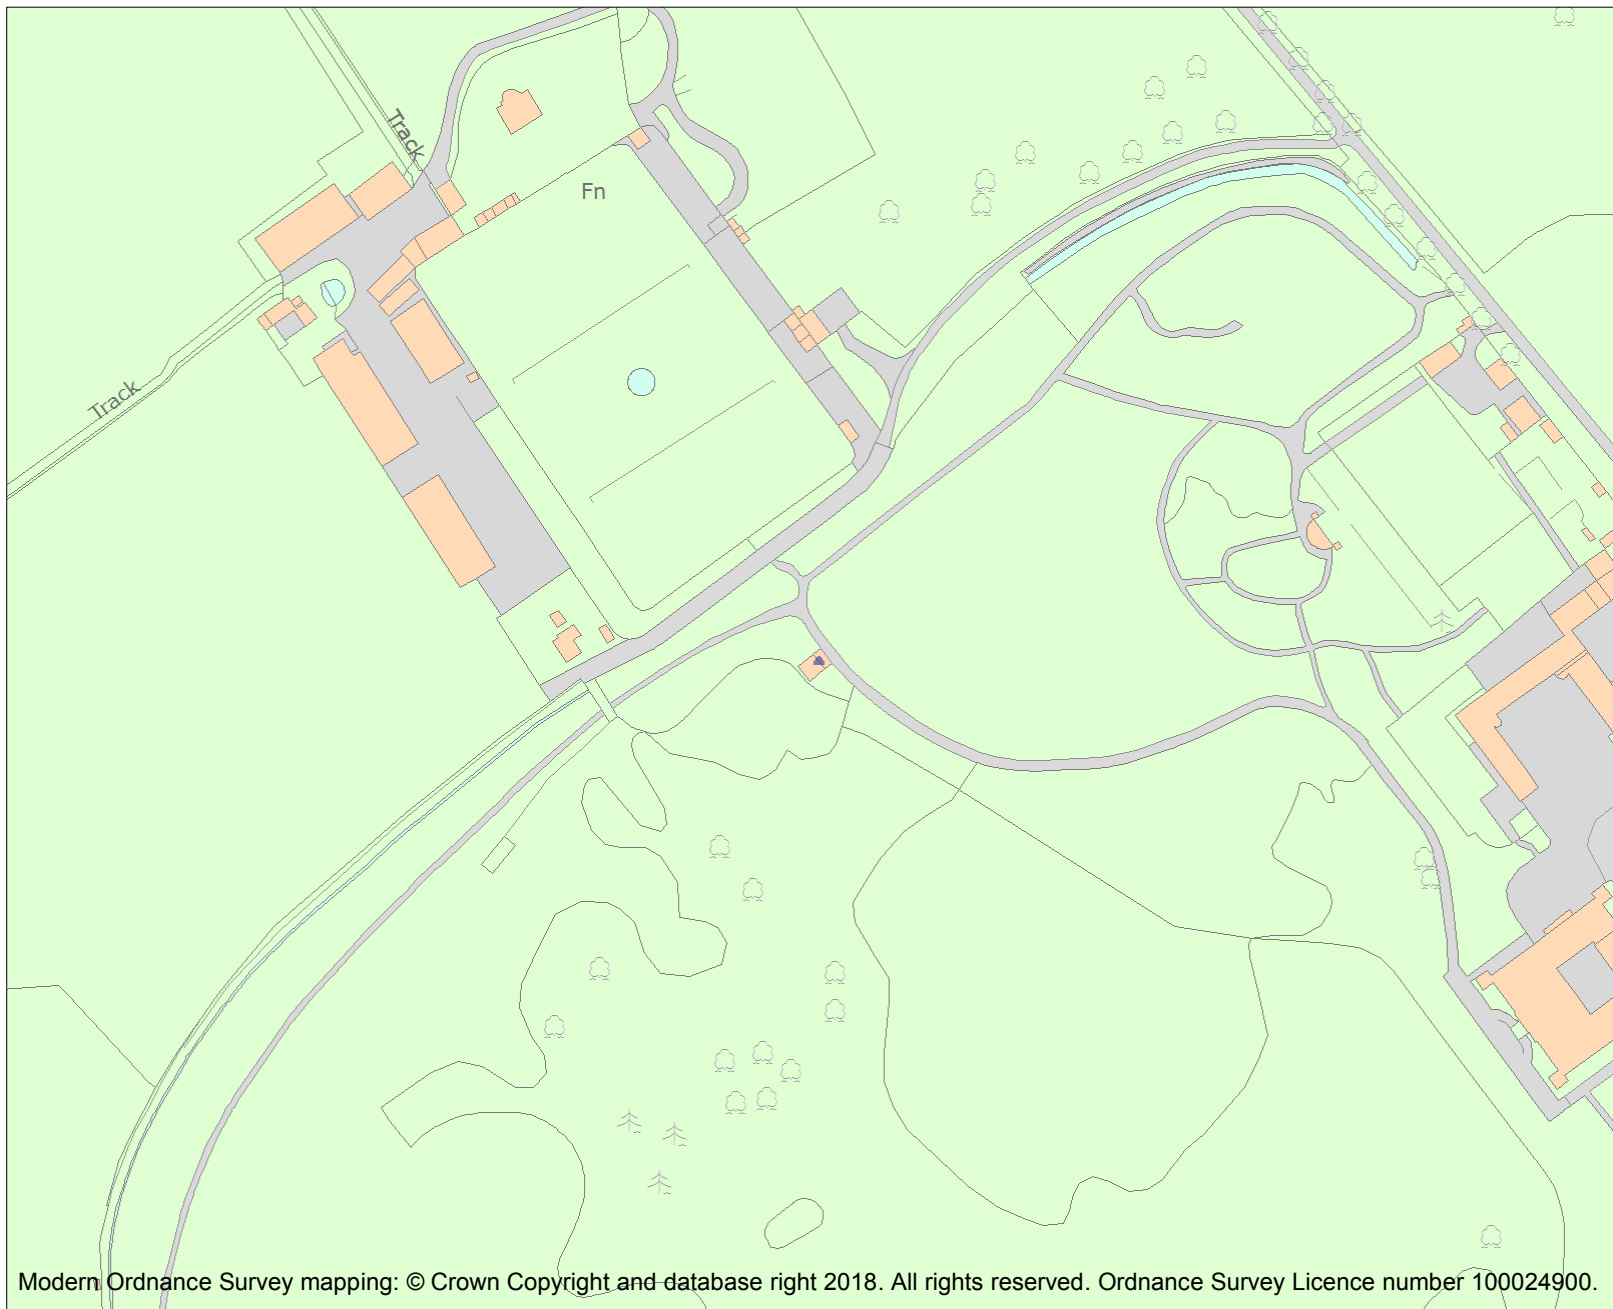 Track
Fn
Track
Modern Ordnance Survey mapping: © Crown Copyright and database right 2018. All rights reserved. Ordnance Survey Licence number 100024900.